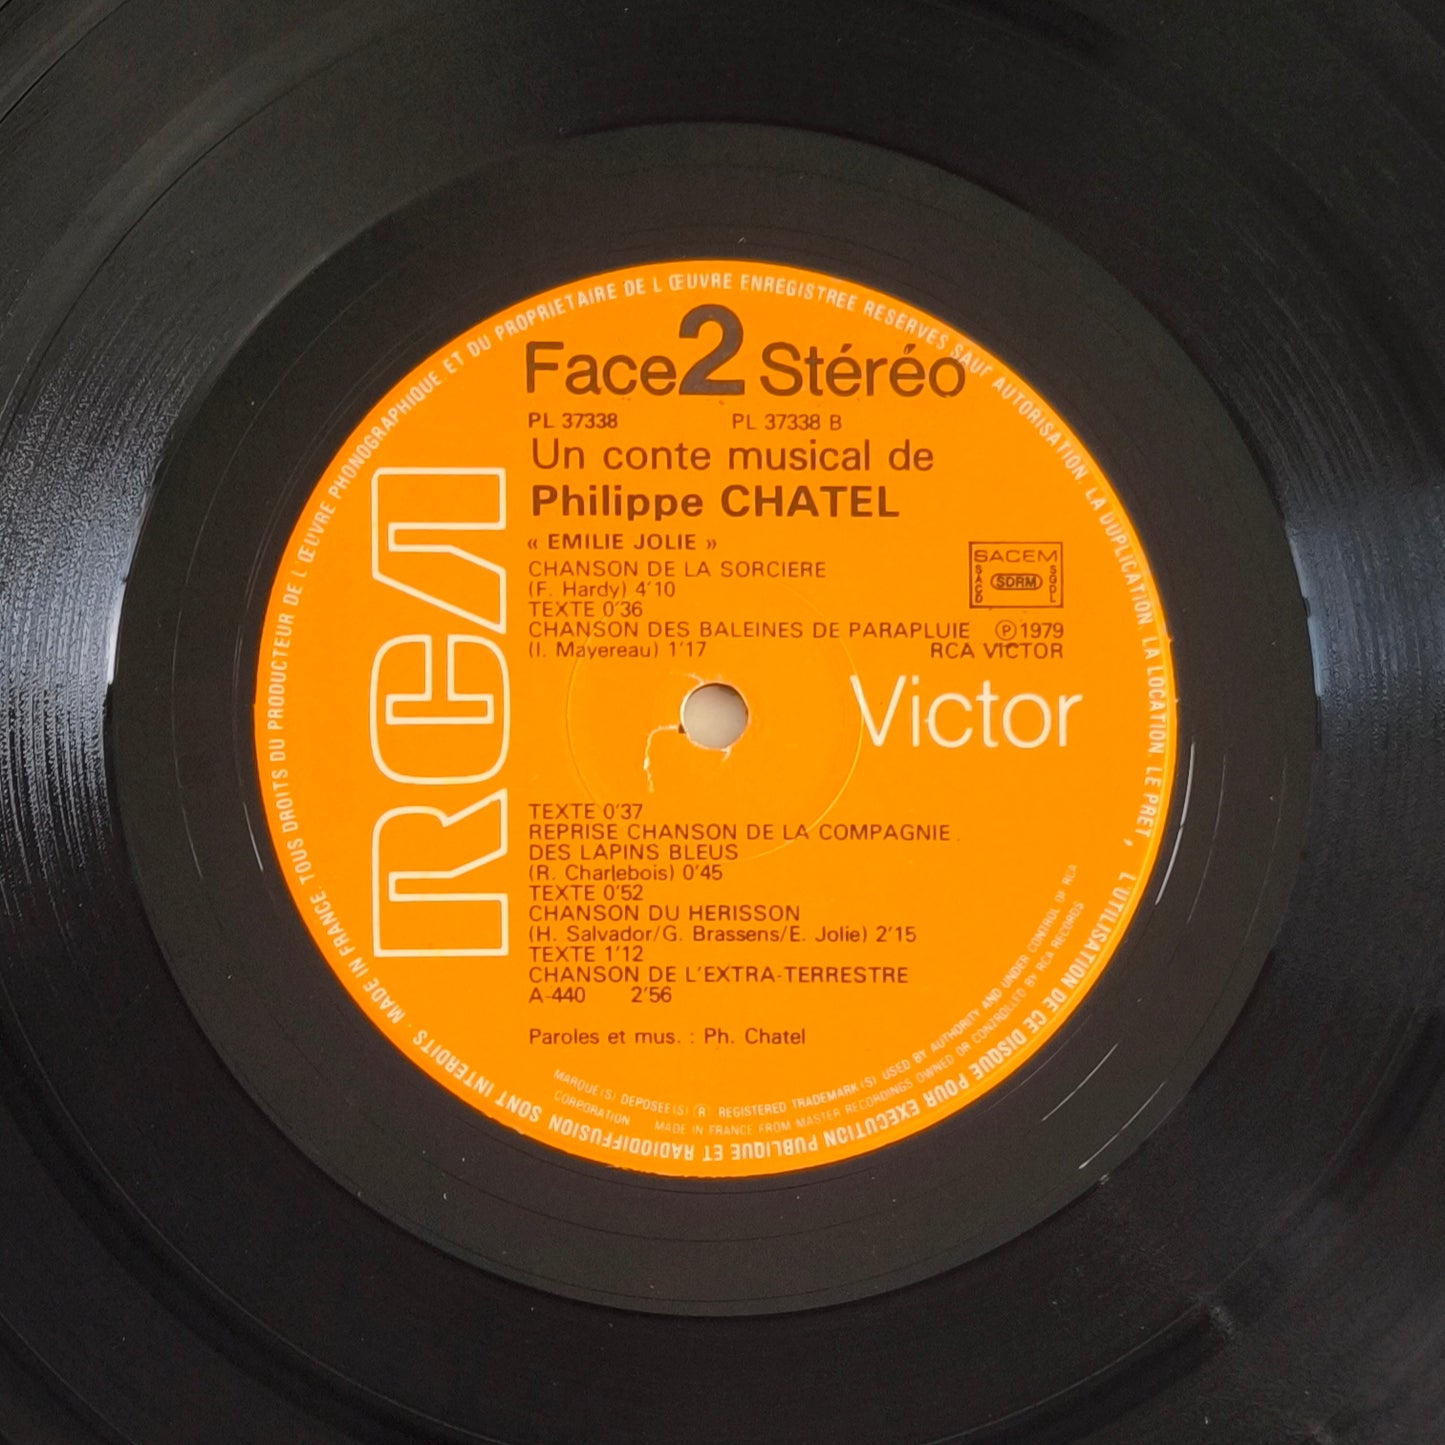 Face 2 Stéréo
PL 37338 PL 37338 B
Un conte musical de
Philippe CHATEL
« EMILIE JOLIE »
CHANSON DE LA SORCIERE
(F. Hardy) 4'10
TEXTE 0'36
CHANSON DES BALEINES DE PARAPLUIE
(I. Mayereau) 1'17
SACEM
SACD SDRM SGDL
℗ 1979
RCA VICTOR
RCA
Victor
TEXTE 0'37
REPRISE CHANSON DE LA COMPAGNIE
DES LAPINS BLEUS
(R. Charlebois) 0'45
TEXTE 0'52
CHANSON DU HERISSON
(H. Salvador/G. Brassens/E. Jolie) 2'15
TEXTE 1'12
CHANSON DE L'EXTRA-TERRESTRE
A-440 2'56
Paroles et mus. : Ph. Chatel
MARQUE(S) DEPOSEE(S) ® REGISTERED TRADEMARK(S) USED BY AUTHORITY AND UNDER CONTROL OF RCA
CORPORATION MADE IN FRANCE FROM MASTER RECORDINGS OWNED OR CONTROLLED BY RCA RECORDS
MADE IN FRANCE. TOUS DROITS DU PRODUCTEUR DE L'ŒUVRE PHONOGRAPHIQUE ET DU PROPRIETAIRE DE L'ŒUVRE ENREGISTREE RESERVES SAUF AUTORISATION. LA DUPLICATION, LA LOCATION, LE PRET, L'UTILISATION DE CE DISQUE POUR EXECUTION PUBLIQUE ET RADIODIFFUSION SONT INTERDITS .